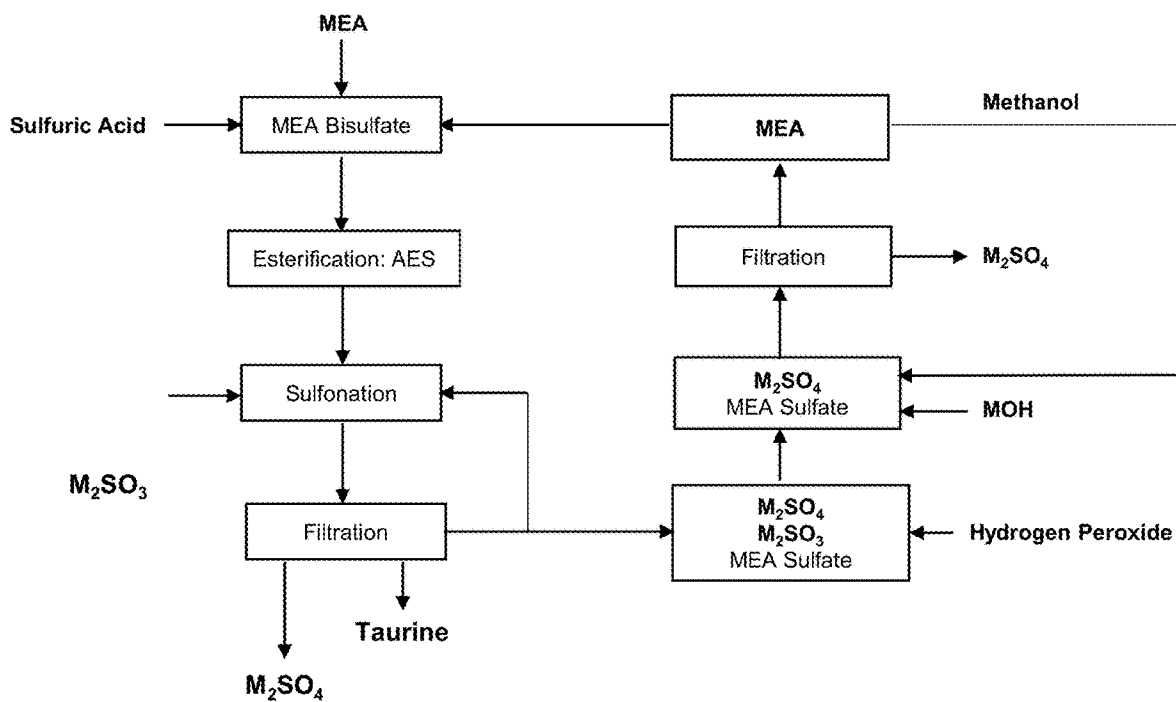 MEA
Sulfuric Acid
MEA Bisulfate
MEA
Methanol
Esterification: AES
Filtration
M₂SO₄
Sulfonation
M₂SO₄
MEA Sulfate
MOH
M₂SO₃
Filtration
M₂SO₄
M₂SO₃
MEA Sulfate
Hydrogen Peroxide
Taurine
M₂SO₄